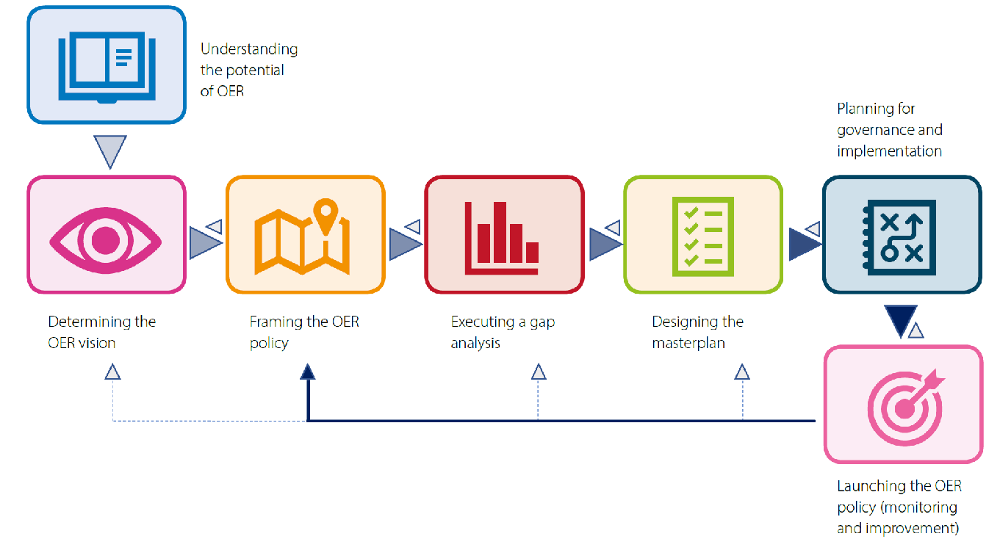 Understanding
the potential
of OER
Planning for
governance and
implementation
Determining the
OER vision
Framing the OER
policy
Executing a gap
analysis
Designing the
masterplan
Launching the OER
policy (monitoring
and improvement)